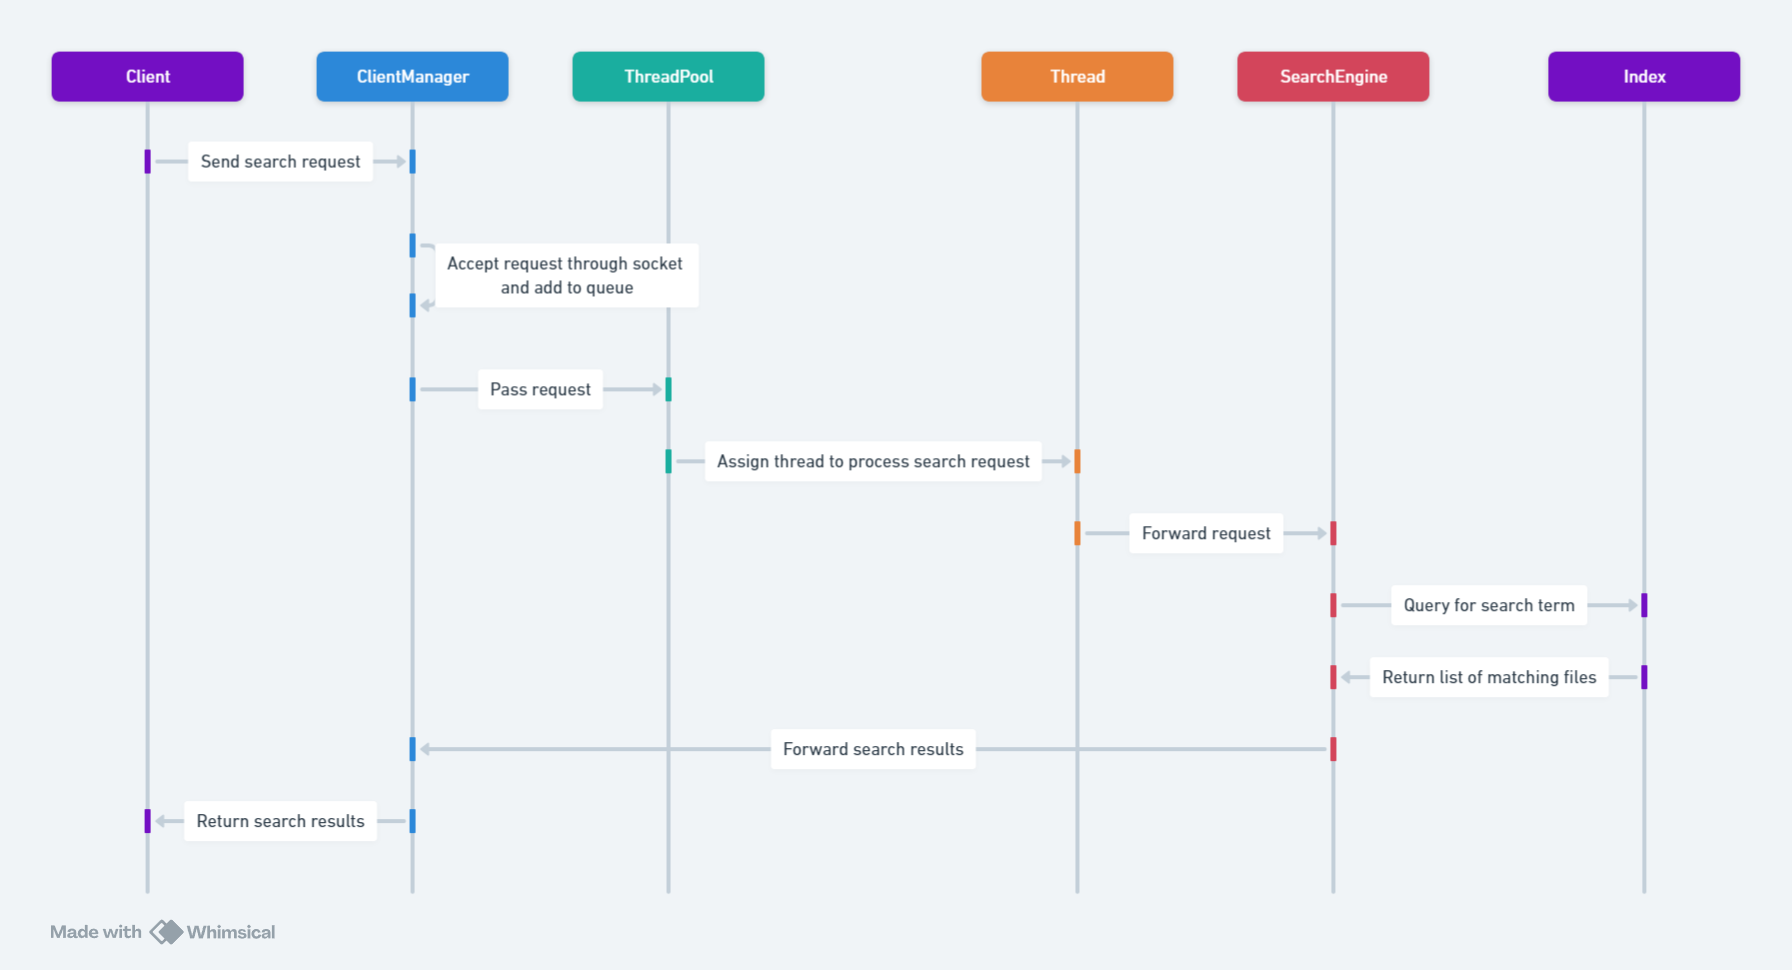 Client
ClientManager
ThreadPool
Thread
SearchEngine
Index
Send search request
Accept request through socket
and add to queue
Pass request
Assign thread to process search request
Forward request
Query for search term
Return list of matching files
Forward search results
Return search results
Made with Whimsical